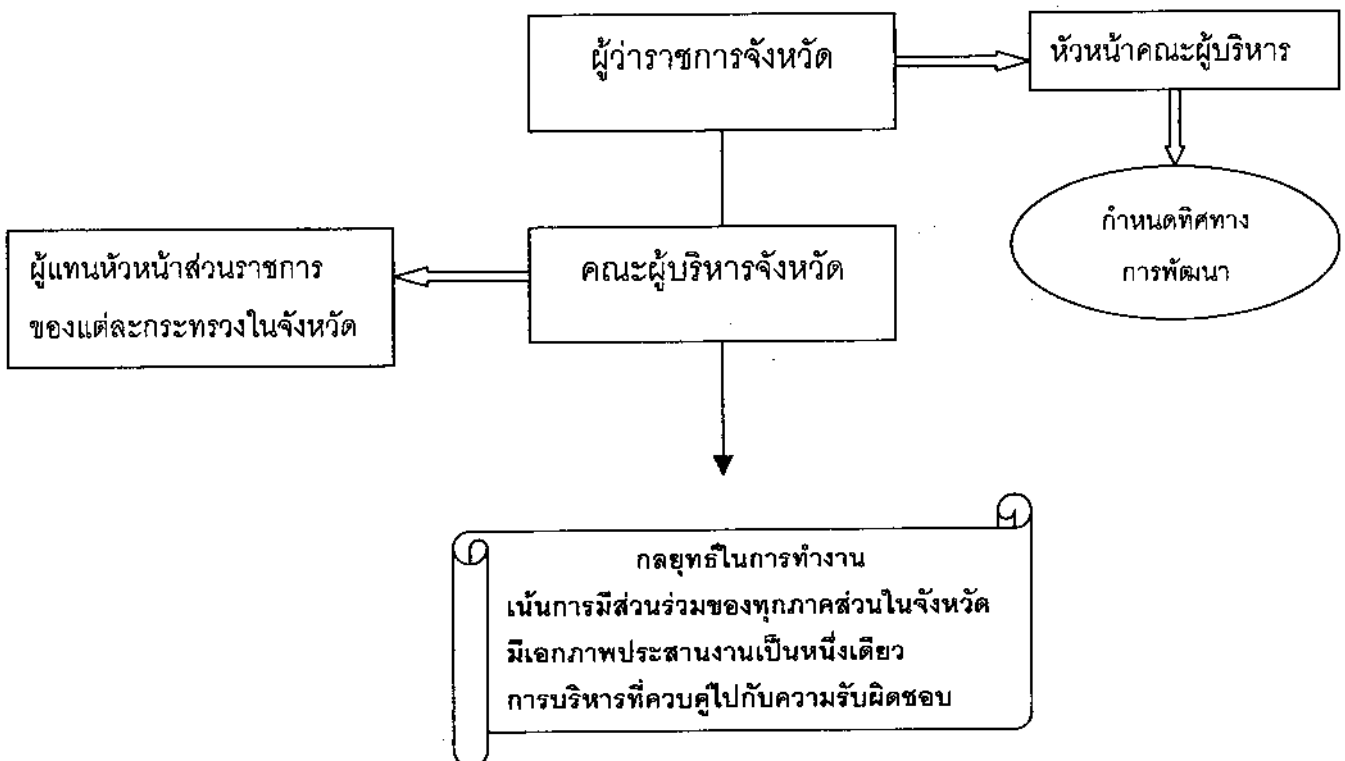 ผู้ว่าราชการจังหวัด
หัวหน้าคณะผู้บริหาร
กำหนดทิศทาง
การพัฒนา
คณะผู้บริหารจังหวัด
ผู้แทนหัวหน้าส่วนราชการ
ของแต่ละกระทรวงในจังหวัด
กลยุทธ์ในการทำงาน
เน้นการมีส่วนร่วมของทุกภาคส่วนในจังหวัด
มีเอกภาพประสานงานเป็นหนึ่งเดียว
การบริหารที่ควบคู่ไปกับความรับผิดชอบ